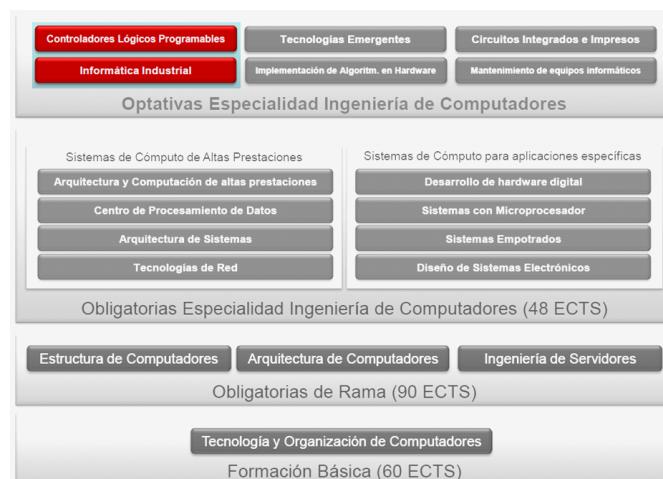 Controladores Lógicos Programables
Tecnologías Emergentes
Circuitos Integrados e Impresos
Informática Industrial
Implementación de Algoritm. en Hardware
Mantenimiento de equipos informáticos
Optativas Especialidad Ingeniería de Computadores
Sistemas de Cómputo de Altas Prestaciones
Sistemas de Cómputo para aplicaciones específicas
Arquitectura y Computación de altas prestaciones
Desarrollo de hardware digital
Centro de Procesamiento de Datos
Sistemas con Microprocesador
Arquitectura de Sistemas
Sistemas Empotrados
Tecnologías de Red
Diseño de Sistemas Electrónicos
Obligatorias Especialidad Ingeniería de Computadores (48 ECTS)
Estructura de Computadores
Arquitectura de Computadores
Ingeniería de Servidores
Obligatorias de Rama (90 ECTS)
Tecnología y Organización de Computadores
Formación Básica (60 ECTS)